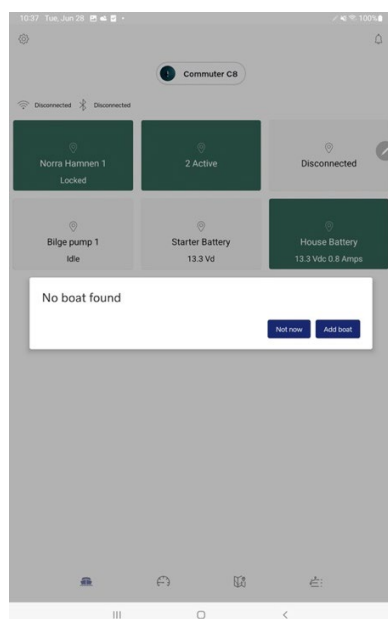 10:37 Tue, Jun 28
100%
Commuter C8
Disconnected Disconnected
Norra Hamnen 1
Locked
2 Active
Disconnected
Bilge pump 1
Idle
Starter Battery
13.3 Vd
House Battery
13.3 Vdc 0.8 Amps
No boat found
Not now Add boat